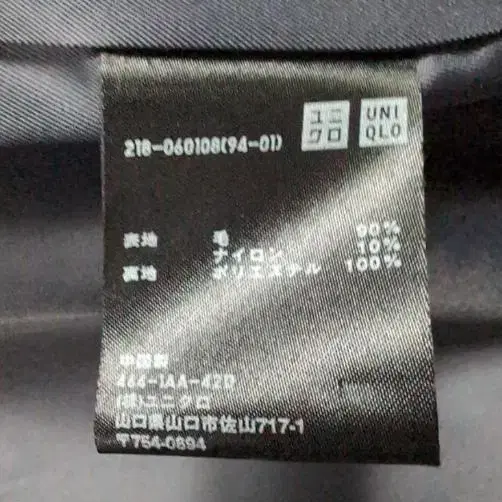 ユニクロ
UNIQLO
218-060108(94-01)
表地 毛 90%
ナイロン 10%
裏地 ポリエステル 100%
中国製
444-1AA-42D
(株)ユニクロ
山口県山口市佐山717-1
〒754-0894